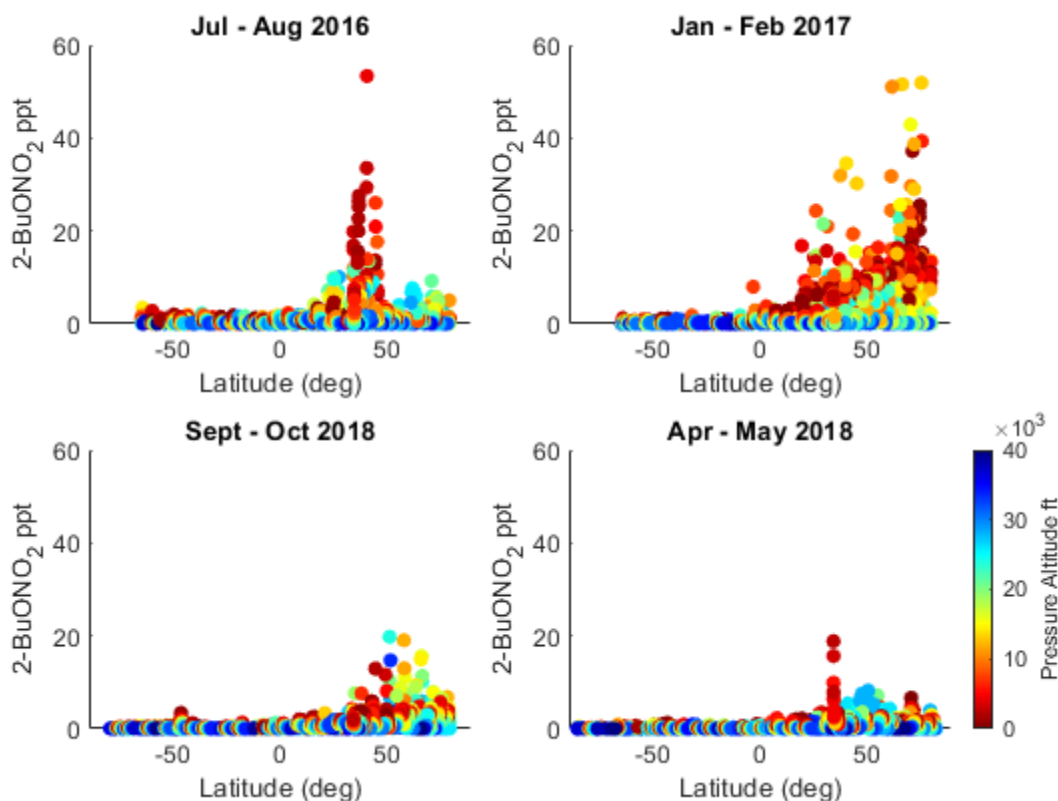 Jul - Aug 2016
60
40
20
0
2-BuONO2 ppt
-50 0 50
Latitude (deg)
Jan - Feb 2017
60
40
20
0
2-BuONO2 ppt
-50 0 50
Latitude (deg)
Sept - Oct 2018
60
40
20
0
2-BuONO2 ppt
-50 0 50
Latitude (deg)
Apr - May 2018
60
40
20
0
2-BuONO2 ppt
-50 0 50
Latitude (deg)
×10³
40
30
20
10
0
Pressure Altitude ft